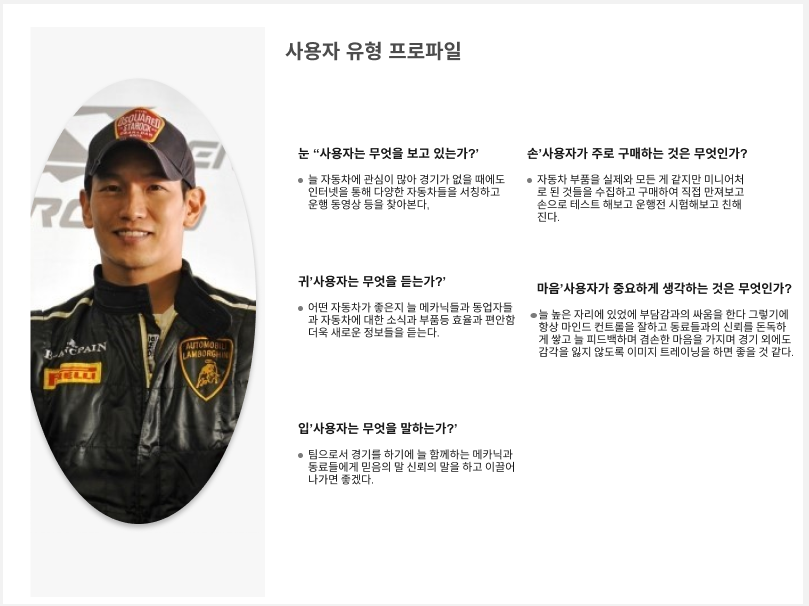 사용자 유형 프로파일
눈 “사용자는 무엇을 보고 있는가?’
늘 자동차에 관심이 많아 경기가 없을 때에도
인터넷을 통해 다양한 자동차들을 서칭하고
운행 동영상 등을 찾아본다,
손’사용자가 주로 구매하는 것은 무엇인가?
자동차 부품을 실제와 모든 게 같지만 미니어처
로 된 것들을 수집하고 구매하여 직접 만져보고
손으로 테스트 해보고 운행전 시험해보고 친해
진다.
귀’사용자는 무엇을 듣는가?’
어떤 자동차가 좋은지 늘 메카닉들과 동업자들
과 자동차에 대한 소식과 부품등 효율과 편안함
더욱 새로운 정보들을 듣는다.
마음’사용자가 중요하게 생각하는 것은 무엇인가?
늘 높은 자리에 있었에 부담감과의 싸움을 한다 그렇기에
항상 마인드 컨트롤을 잘하고 동료들과의 신뢰를 돈독하
게 쌓고 늘 피드백하며 겸손한 마음을 가지며 경기 외에도
감각을 잃지 않도록 이미지 트레이닝을 하면 좋을 것 같다.
입’사용자는 무엇을 말하는가?’
팀으로서 경기를 하기에 늘 함께하는 메카닉과
동료들에게 믿음의 말 신뢰의 말을 하고 이끌어
나가면 좋겠다.
DSQUARED
AUTOMOBILI
LAMBORGHINI
PIRELLI